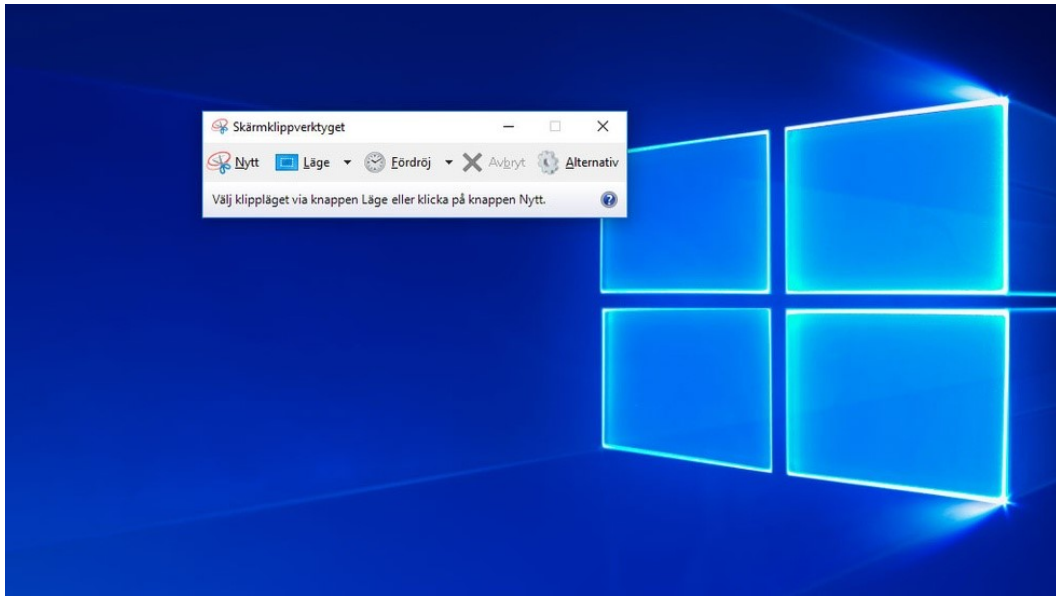 Skärmklippverktyget
Nytt Läge Fördröj Avbryt Alternativ
Välj klippläget via knappen Läge eller klicka på knappen Nytt.